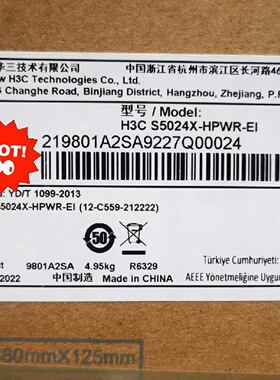 华三技术有限公司
w H3C Technologies Co., Ltd.
中国浙江省杭州市滨江区长河路46
6 Changhe Road, Binjiang District, Hangzhou, Zhejiang, P.R
型号 / Model:
H3C S5024X-HPWR-EI
219801A2SA9227Q00024
OT!
YD/T 1099-2013
5024X-HPWR-EI (12-C559-212222)
50
9801A2SA 4.95kg R6329
2022 中国制造 Made in CHINA
Türkiye Cumhuriyeti:
AEEE Yönetmeliğine Uygun
80mmX125mm